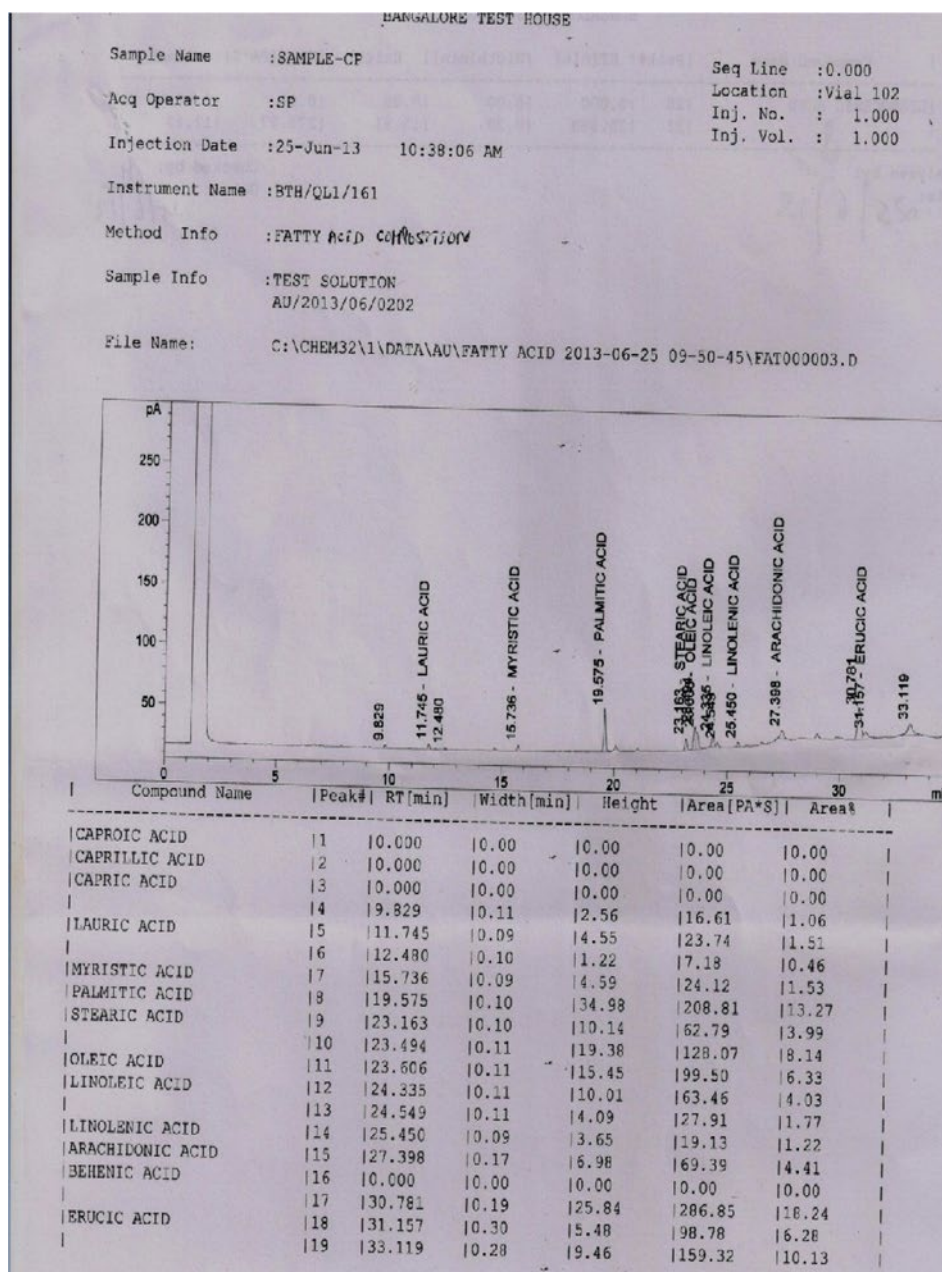 BANGALORE TEST HOUSE
Sample Name :SAMPLE-CP
Seq Line :0.000
Location :Vial 102
Acq Operator :SP
Inj. No. : 1.000
Inj. Vol. : 1.000
Injection Date :25-Jun-13 10:38:06 AM
Instrument Name :BTH/QL1/161
Method Info :FATTY ACID COMPOSITION
Sample Info :TEST SOLUTION
AU/2013/06/0202
File Name: C:\CHEM32\1\DATA\AU\FATTY ACID 2013-06-25 09-50-45\FAT000003.D
pA
250
200
150
100
50
9.829
11.745 - LAURIC ACID
12.480
15.736 - MYRISTIC ACID
19.575 - PALMITIC ACID
23.163 - STEARIC ACID
OLEIC ACID
24.335 - LINOLEIC ACID
24.549
25.450 - LINOLENIC ACID
27.398 - ARACHIDONIC ACID
30.781
31.157 - ERUCIC ACID
33.119
0 5 10 15 20 25 30
| Compound Name |Peak#| RT[min] |Width[min]| Height |Area[PA*S]| Area% |
|CAPROIC ACID |1 |0.000 |0.00 |0.00 |0.00 |0.00 |
|CAPRILLIC ACID |2 |0.000 |0.00 |0.00 |0.00 |0.00 |
|CAPRIC ACID |3 |0.000 |0.00 |0.00 |0.00 |0.00 |
| |4 |9.829 |0.11 |2.56 |16.61 |1.06 |
|LAURIC ACID |5 |11.745 |0.09 |4.55 |23.74 |1.51 |
| |6 |12.480 |0.10 |1.22 |7.18 |0.46 |
|MYRISTIC ACID |7 |15.736 |0.09 |4.59 |24.12 |1.53 |
|PALMITIC ACID |8 |19.575 |0.10 |34.98 |208.81 |13.27 |
|STEARIC ACID |9 |23.163 |0.10 |10.14 |62.79 |3.99 |
| |10 |23.494 |0.11 |19.38 |128.07 |8.14 |
|OLEIC ACID |11 |23.606 |0.11 |15.45 |99.50 |6.33 |
|LINOLEIC ACID |12 |24.335 |0.11 |10.01 |63.46 |4.03 |
| |13 |24.549 |0.11 |4.09 |27.91 |1.77 |
|LINOLENIC ACID |14 |25.450 |0.09 |3.65 |19.13 |1.22 |
|ARACHIDONIC ACID |15 |27.398 |0.17 |6.98 |69.39 |4.41 |
|BEHENIC ACID |16 |0.000 |0.00 |0.00 |0.00 |0.00 |
| |17 |30.781 |0.19 |25.84 |286.85 |18.24 |
|ERUCIC ACID |18 |31.157 |0.30 |5.48 |98.78 |6.28 |
| |19 |33.119 |0.28 |9.46 |159.32 |10.13 |